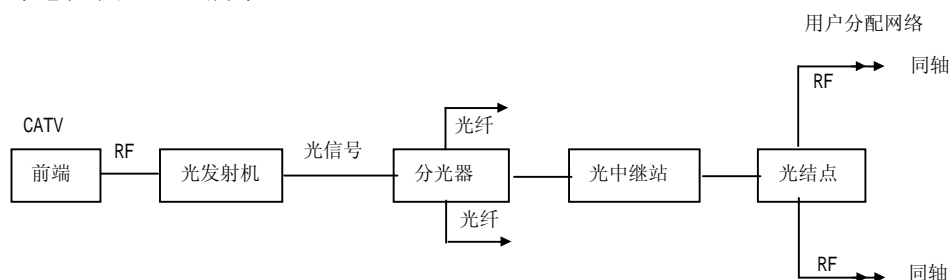 用户分配网络
同轴
RF
CATV
RF
光信号
光纤
前端
光发射机
分光器
光中继站
光结点
光纤
RF
同轴